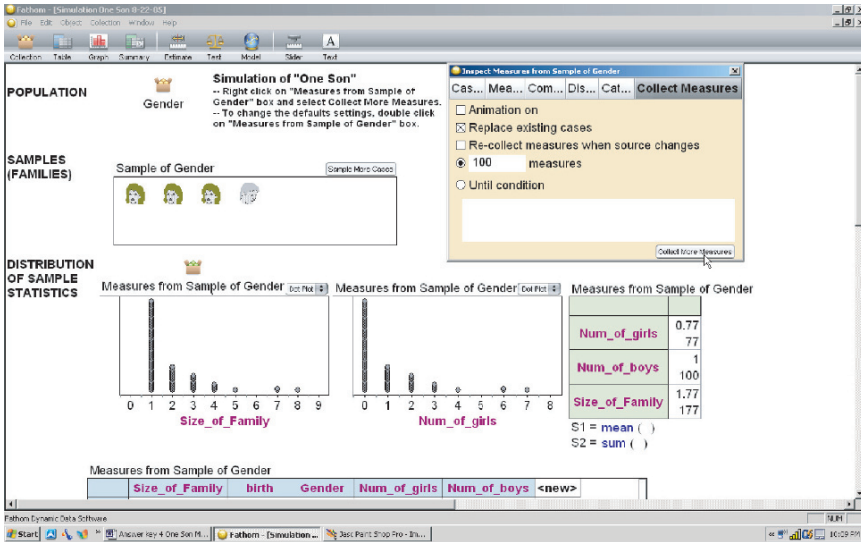 Fathom - [Simulation One Son 8-22-05]
File Edit Object Collection Window Help
Collection Table Graph Summary Estimate Test Model Slider Text
POPULATION
Gender
Simulation of "One Son"
-- Right click on "Measures from Sample of
Gender" box and select Collect More Measures.
-- To change the defaults settings, double click
on "Measures from Sample of Gender" box.
Inspect Measures from Sample of Gender
Cas... Mea... Com... Dis... Cat... Collect Measures
Animation on
Replace existing cases
Re-collect measures when source changes
100 measures
Until condition
Collect More Measures
SAMPLES
(FAMILIES)
Sample of Gender
Sample More Cases
DISTRIBUTION
OF SAMPLE
STATISTICS
Measures from Sample of Gender Dot Plot
0 1 2 3 4 5 6 7 8 9
Size_of_Family
Measures from Sample of Gender Dot Plot
0 1 2 3 4 5 6 7 8
Num_of_girls
Measures from Sample of Gender
Num_of_girls 0.77
77
Num_of_boys 1
100
Size_of_Family 1.77
177
S1 = mean ( )
S2 = sum ( )
Measures from Sample of Gender
Size_of_Family birth Gender Num_of_girls Num_of_boys <new>
Fathom Dynamic Data Software
NUM
Start
Answer Key 4 One Son M...
Fathom - [Simulation ...
Jasc Paint Shop Pro - Im...
10:09 PM